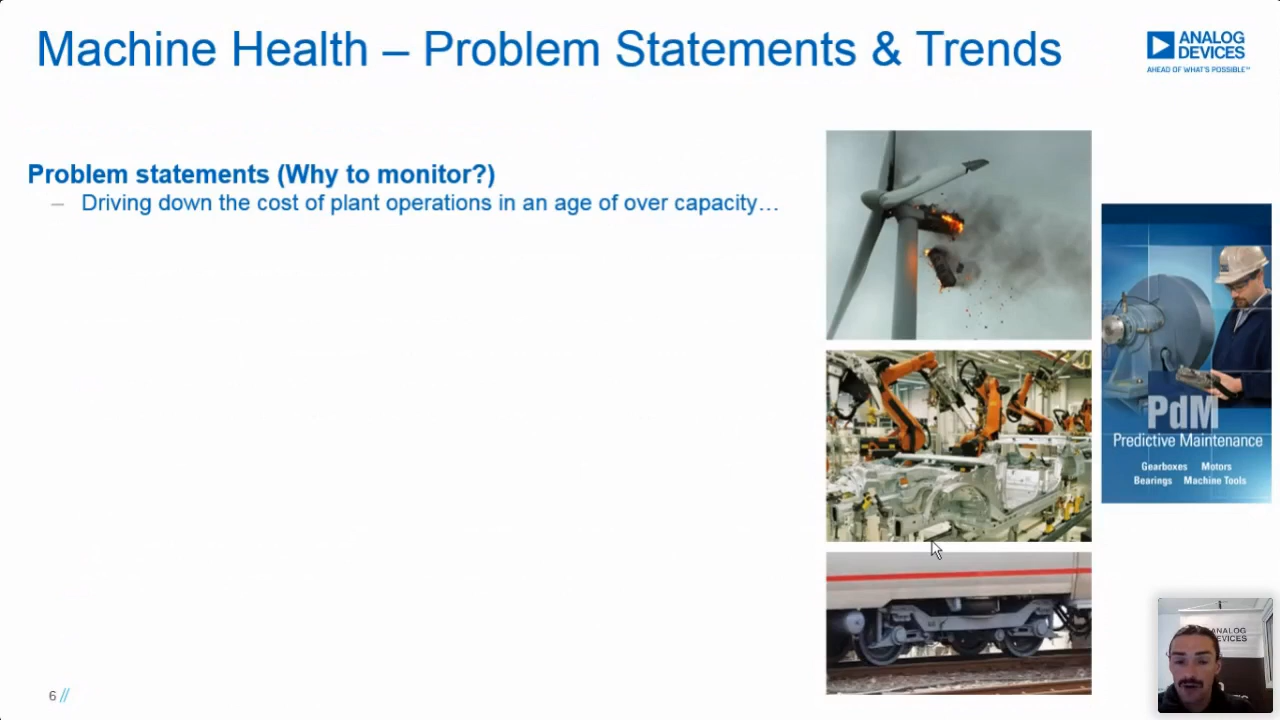 Machine Health – Problem Statements & Trends
ANALOG
DEVICES
AHEAD OF WHAT'S POSSIBLE™
Problem statements (Why to monitor?)
– Driving down the cost of plant operations in an age of over capacity…
PdM
Predictive Maintenance
Gearboxes Motors
Bearings Machine Tools
ANALOG
DEVICES
6 //